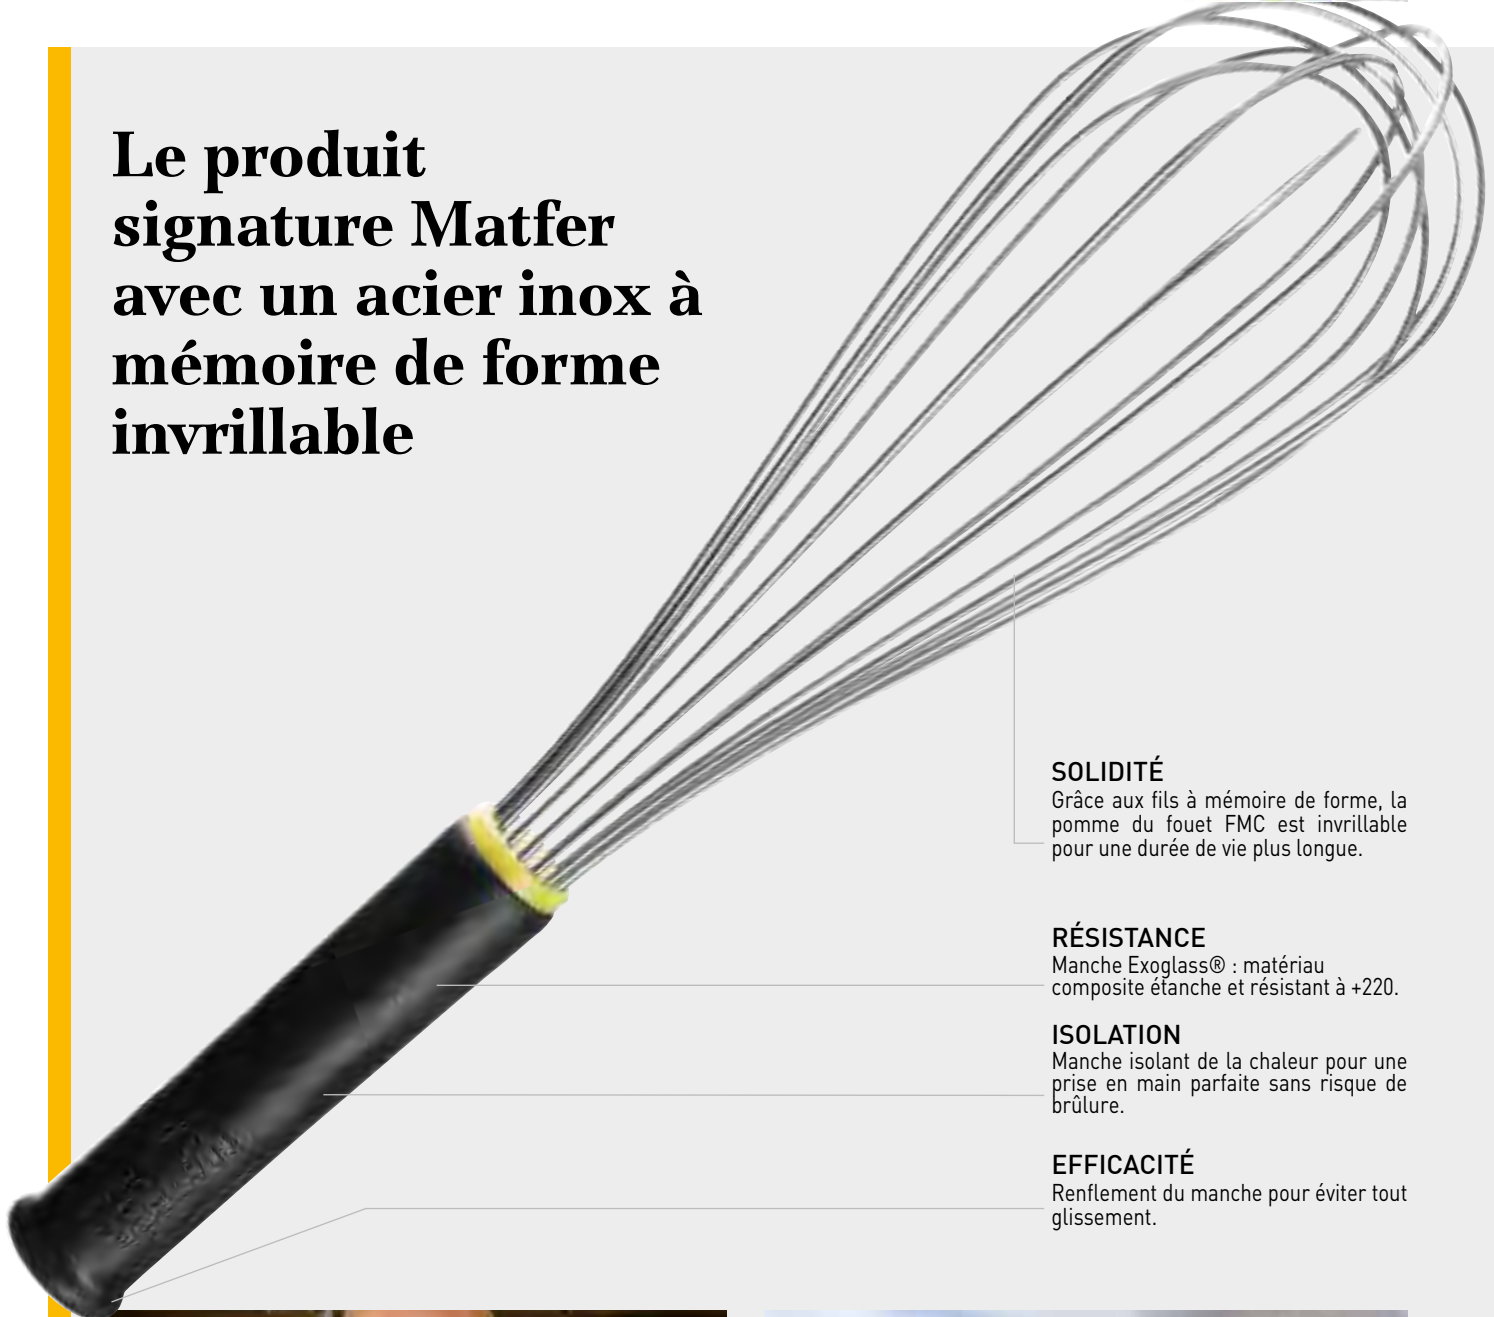 Le produit
signature Matfer
avec un acier inox à
mémoire de forme
invrillable
SOLIDITÉ
Grâce aux fils à mémoire de forme, la
pomme du fouet FMC est invrillable
pour une durée de vie plus longue.
RÉSISTANCE
Manche Exoglass® : matériau
composite étanche et résistant à +220.
ISOLATION
Manche isolant de la chaleur pour une
prise en main parfaite sans risque de
brûlure.
EFFICACITÉ
Renflement du manche pour éviter tout
glissement.